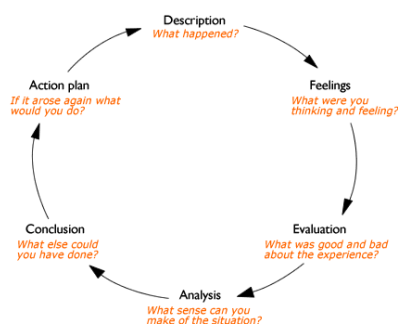 Description
What happened?
Feelings
What were you
thinking and feeling?
Evaluation
What was good and bad
about the experience?
Analysis
What sense can you
make of the situation?
Conclusion
What else could
you have done?
Action plan
If it arose again what
would you do?